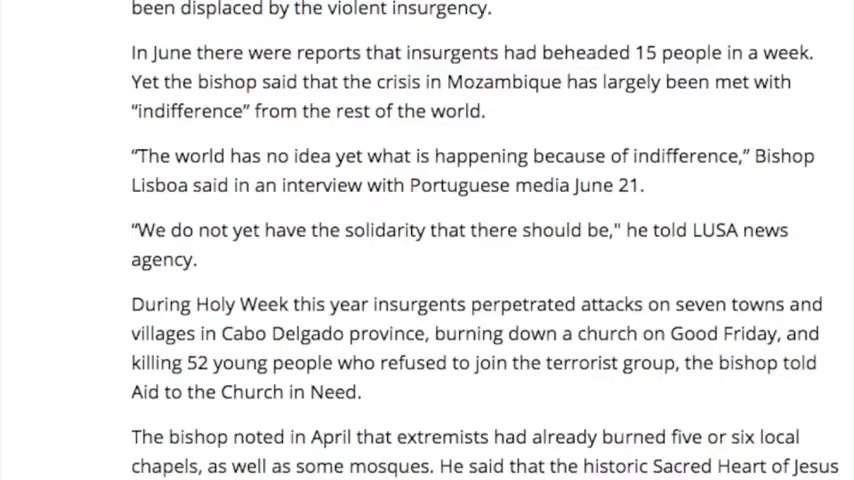 been displaced by the violent insurgency.
In June there were reports that insurgents had beheaded 15 people in a week.
Yet the bishop said that the crisis in Mozambique has largely been met with
“indifference” from the rest of the world.
“The world has no idea yet what is happening because of indifference,” Bishop
Lisboa said in an interview with Portuguese media June 21.
“We do not yet have the solidarity that there should be," he told LUSA news
agency.
During Holy Week this year insurgents perpetrated attacks on seven towns and
villages in Cabo Delgado province, burning down a church on Good Friday, and
killing 52 young people who refused to join the terrorist group, the bishop told
Aid to the Church in Need.
The bishop noted in April that extremists had already burned five or six local
chapels, as well as some mosques. He said that the historic Sacred Heart of Jesus